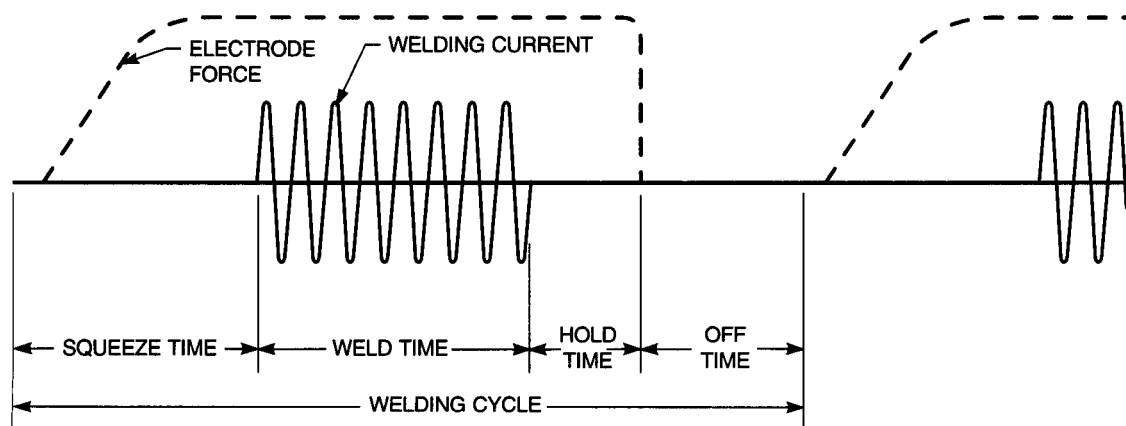 ELECTRODE
FORCE
WELDING CURRENT
SQUEEZE TIME
WELD TIME
HOLD
TIME
OFF
TIME
WELDING CYCLE